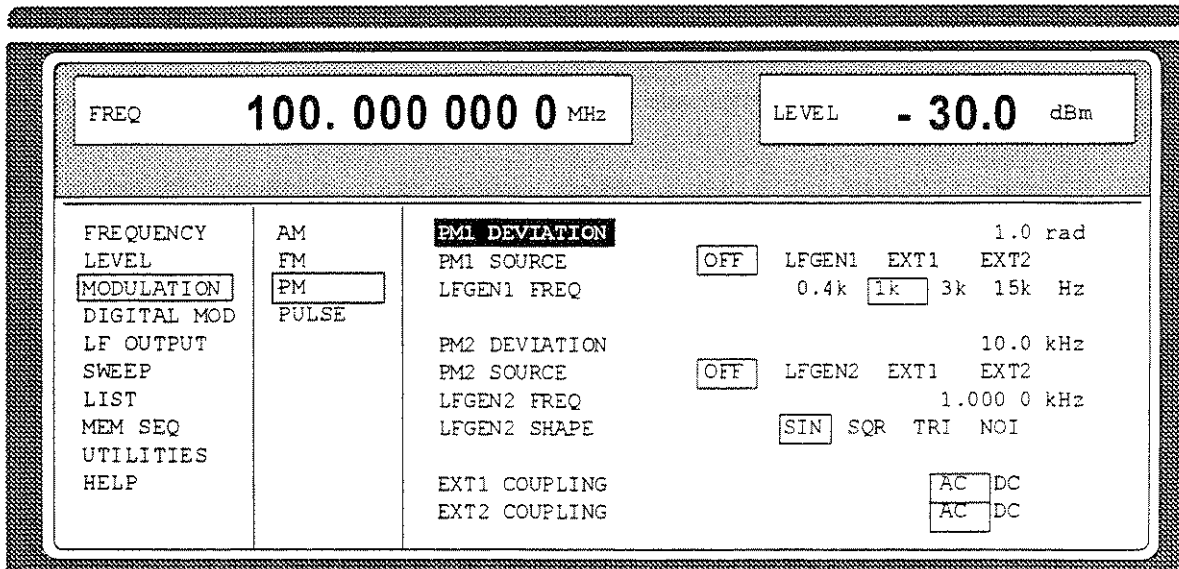 FREQ 100. 000 000 0 MHz LEVEL - 30.0 dBm
FREQUENCY AM PM1 DEVIATION 1.0 rad
LEVEL FM PM1 SOURCE OFF LFGEN1 EXT1 EXT2
MODULATION PM LFGEN1 FREQ 0.4k 1k 3k 15k Hz
DIGITAL MOD PULSE
LF OUTPUT PM2 DEVIATION 10.0 kHz
SWEEP PM2 SOURCE OFF LFGEN2 EXT1 EXT2
LIST LFGEN2 FREQ 1.000 0 kHz
MEM SEQ LFGEN2 SHAPE SIN SQR TRI NOI
UTILITIES
HELP EXT1 COUPLING AC DC
EXT2 COUPLING AC DC